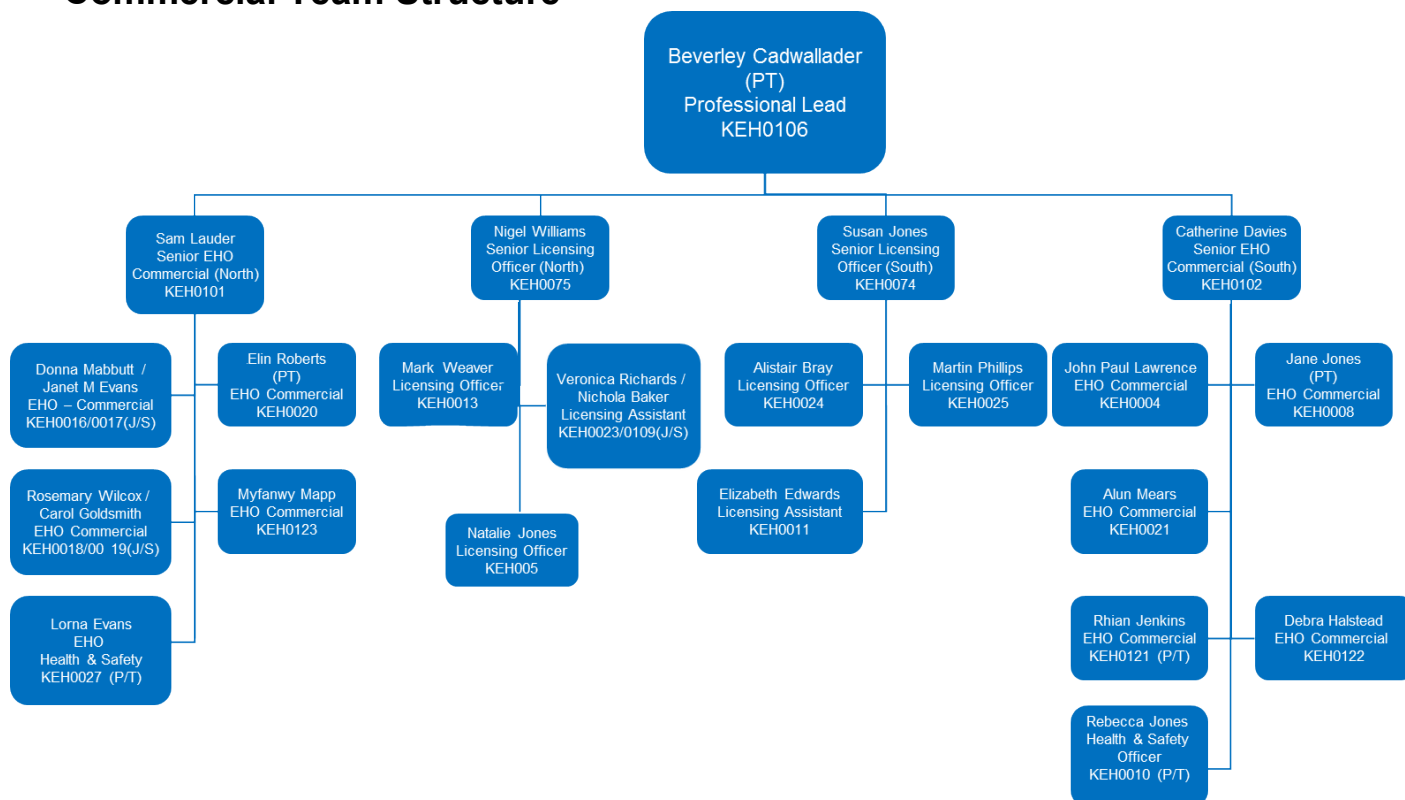 Commercial Team Structure
Beverley Cadwallader
(PT)
Professional Lead
KEH0106
Sam Lauder
Senior EHO
Commercial (North)
KEH0101
Nigel Williams
Senior Licensing
Officer (North)
KEH0075
Susan Jones
Senior Licensing
Officer (South)
KEH0074
Catherine Davies
Senior EHO
Commercial (South)
KEH0102
Donna Mabbutt /
Janet M Evans
EHO – Commercial
KEH0016/0017(J/S)
Elin Roberts
(PT)
EHO Commercial
KEH0020
Mark Weaver
Licensing Officer
KEH0013
Veronica Richards /
Nichola Baker
Licensing Assistant
KEH0023/0109(J/S)
Alistair Bray
Licensing Officer
KEH0024
Martin Phillips
Licensing Officer
KEH0025
John Paul Lawrence
EHO Commercial
KEH0004
Jane Jones
(PT)
EHO Commercial
KEH0008
Rosemary Wilcox /
Carol Goldsmith
EHO Commercial
KEH0018/00 19(J/S)
Myfanwy Mapp
EHO Commercial
KEH0123
Natalie Jones
Licensing Officer
KEH005
Elizabeth Edwards
Licensing Assistant
KEH0011
Alun Mears
EHO Commercial
KEH0021
Lorna Evans
EHO
Health & Safety
KEH0027 (P/T)
Rhian Jenkins
EHO Commercial
KEH0121 (P/T)
Debra Halstead
EHO Commercial
KEH0122
Rebecca Jones
Health & Safety
Officer
KEH0010 (P/T)